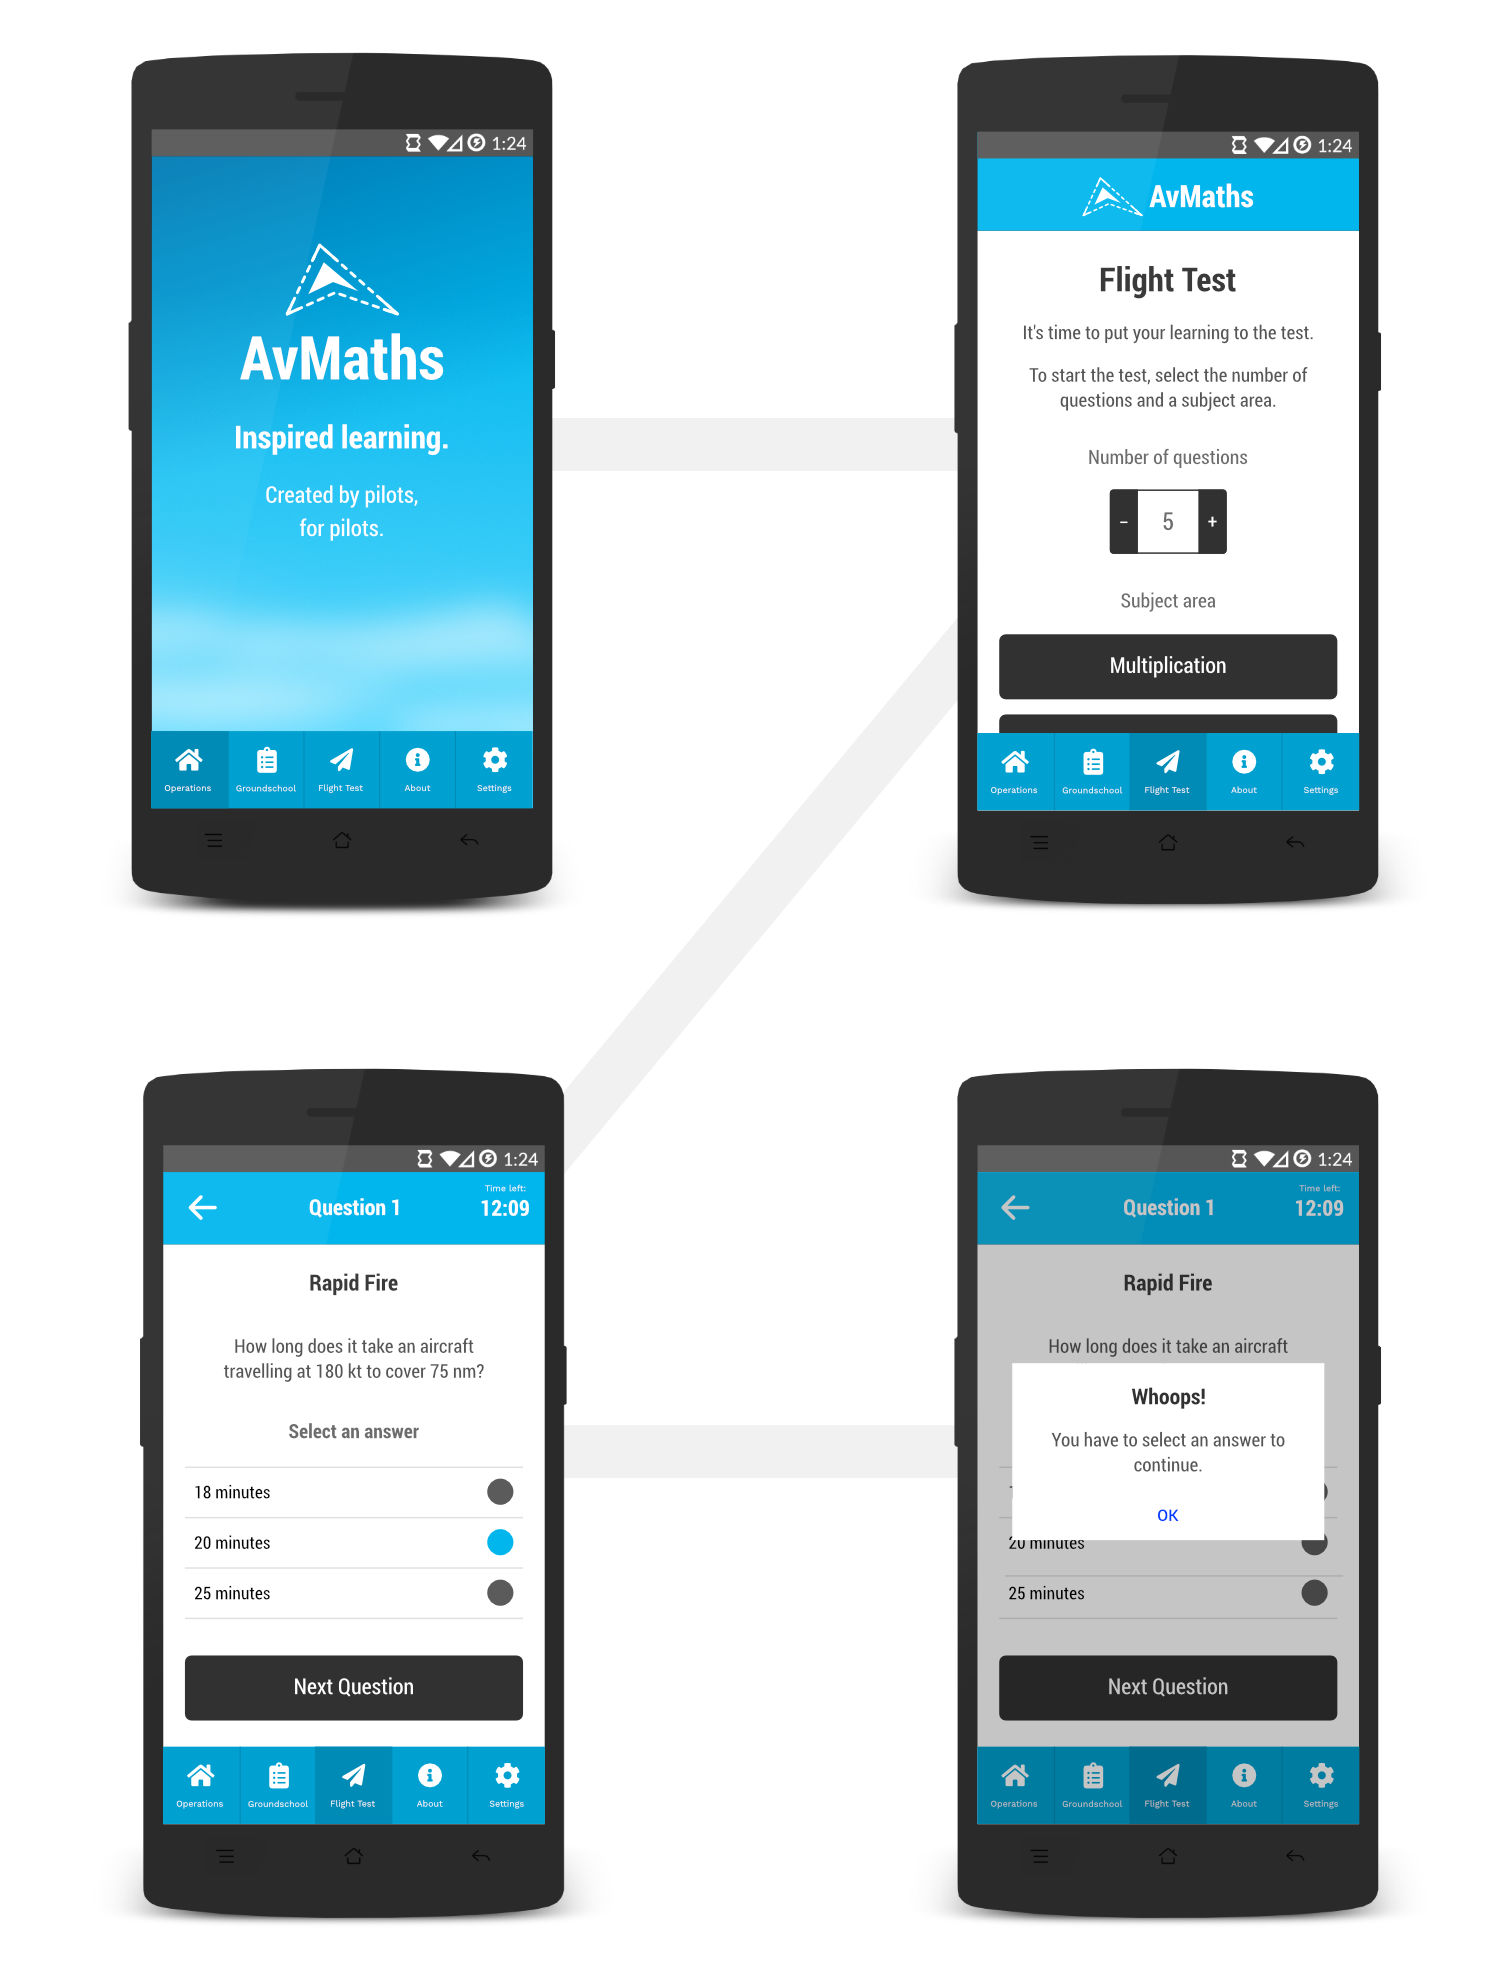 1:24
AvMaths
Inspired learning.
Created by pilots,
for pilots.
Operations
Groundschool
Flight Test
About
Settings
1:24
AvMaths
Flight Test
It's time to put your learning to the test.
To start the test, select the number of
questions and a subject area.
Number of questions
- 5 +
Subject area
Multiplication
Operations
Groundschool
Flight Test
About
Settings
1:24
Time left:
Question 1
12:09
Rapid Fire
How long does it take an aircraft
travelling at 180 kt to cover 75 nm?
Select an answer
18 minutes
20 minutes
25 minutes
Next Question
Operations
Groundschool
Flight Test
About
Settings
1:24
Time left:
Question 1
12:09
Rapid Fire
How long does it take an aircraft
Whoops!
You have to select an answer to
continue.
OK
20 minutes
25 minutes
Next Question
Operations
Groundschool
Flight Test
About
Settings